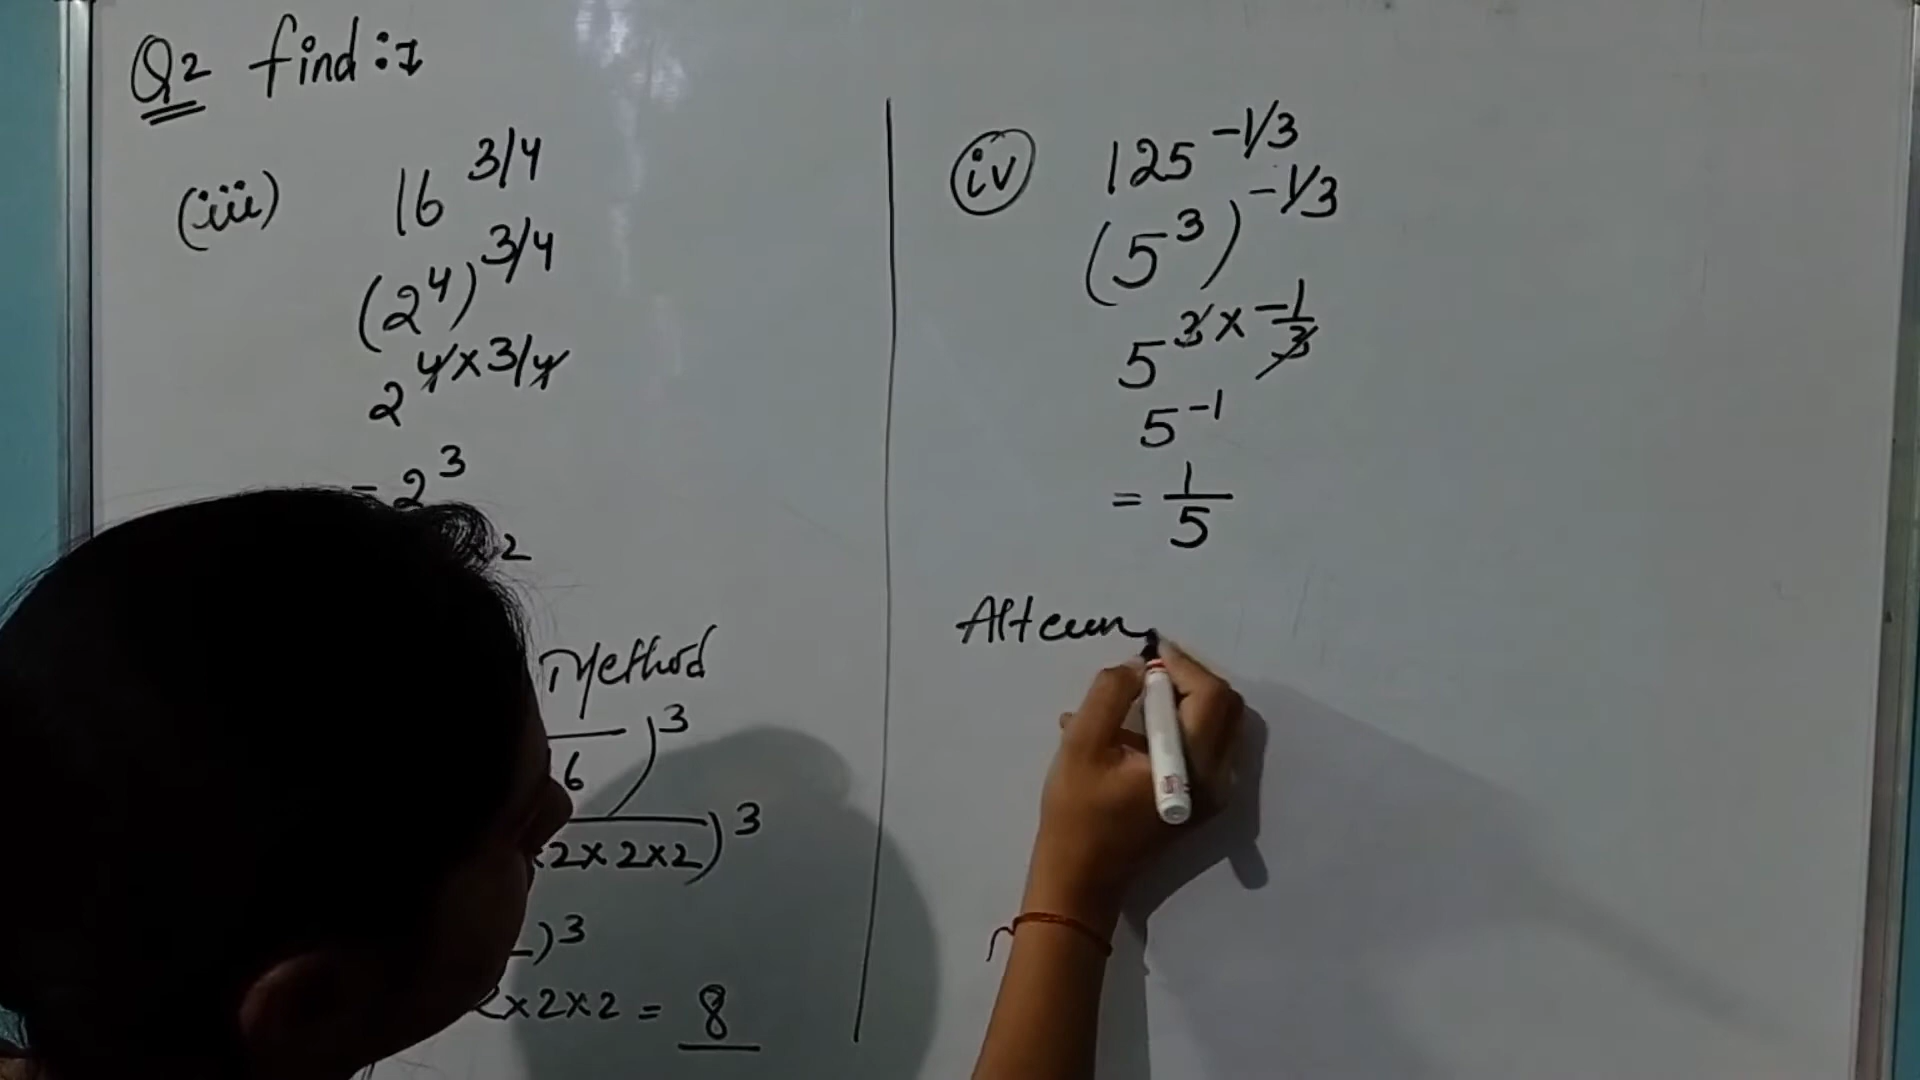 Q2 find :-
(iii) 16^3/4
(2^4)^3/4
2^4×3/4
= 2^3
×2
Method
6)^3
2×2×2)^3
)^3
2×2×2 = 8
(iv) 125^-1/3
(5^3)^-1/3
5^3×-1/3
5^-1
= 1/5
Altern